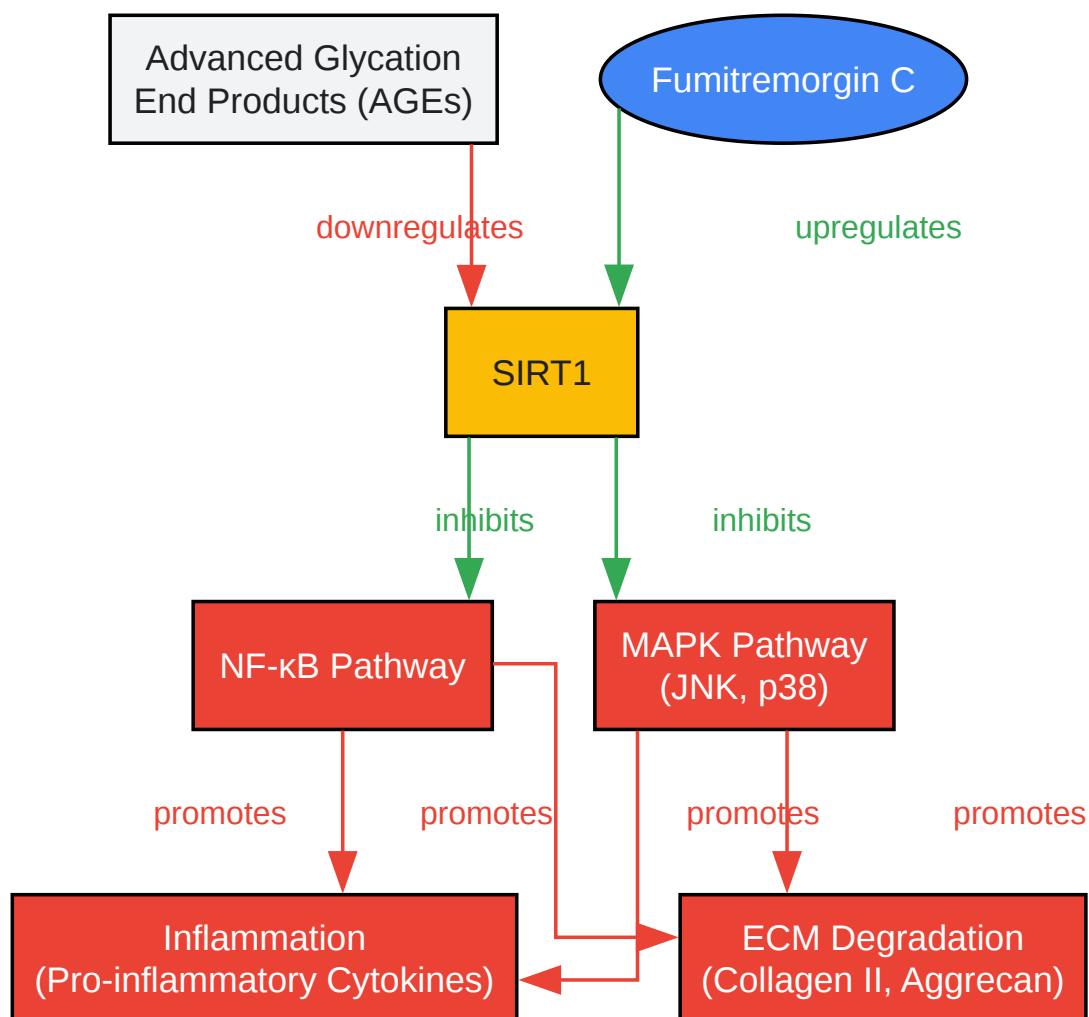 Advanced Glycation
End Products (AGEs)
Fumitremorgin C
downregulates
upregulates
SIRT1
inhibits
inhibits
NF-κB Pathway
MAPK Pathway
(JNK, p38)
promotes
promotes
promotes
promotes
Inflammation
(Pro-inflammatory Cytokines)
ECM Degradation
(Collagen II, Aggrecan)